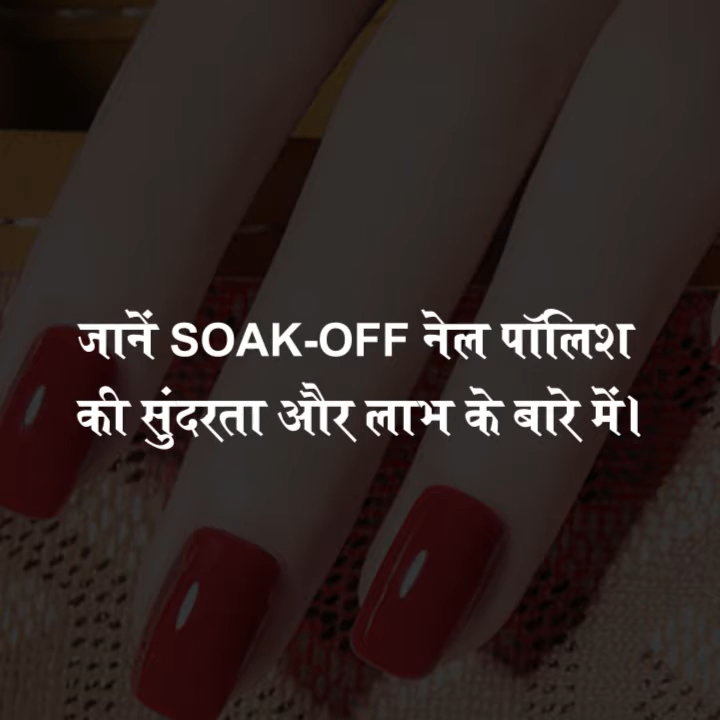 जानें SOAK-OFF नेल पॉलिश
की सुंदरता और लाभ के बारे में।